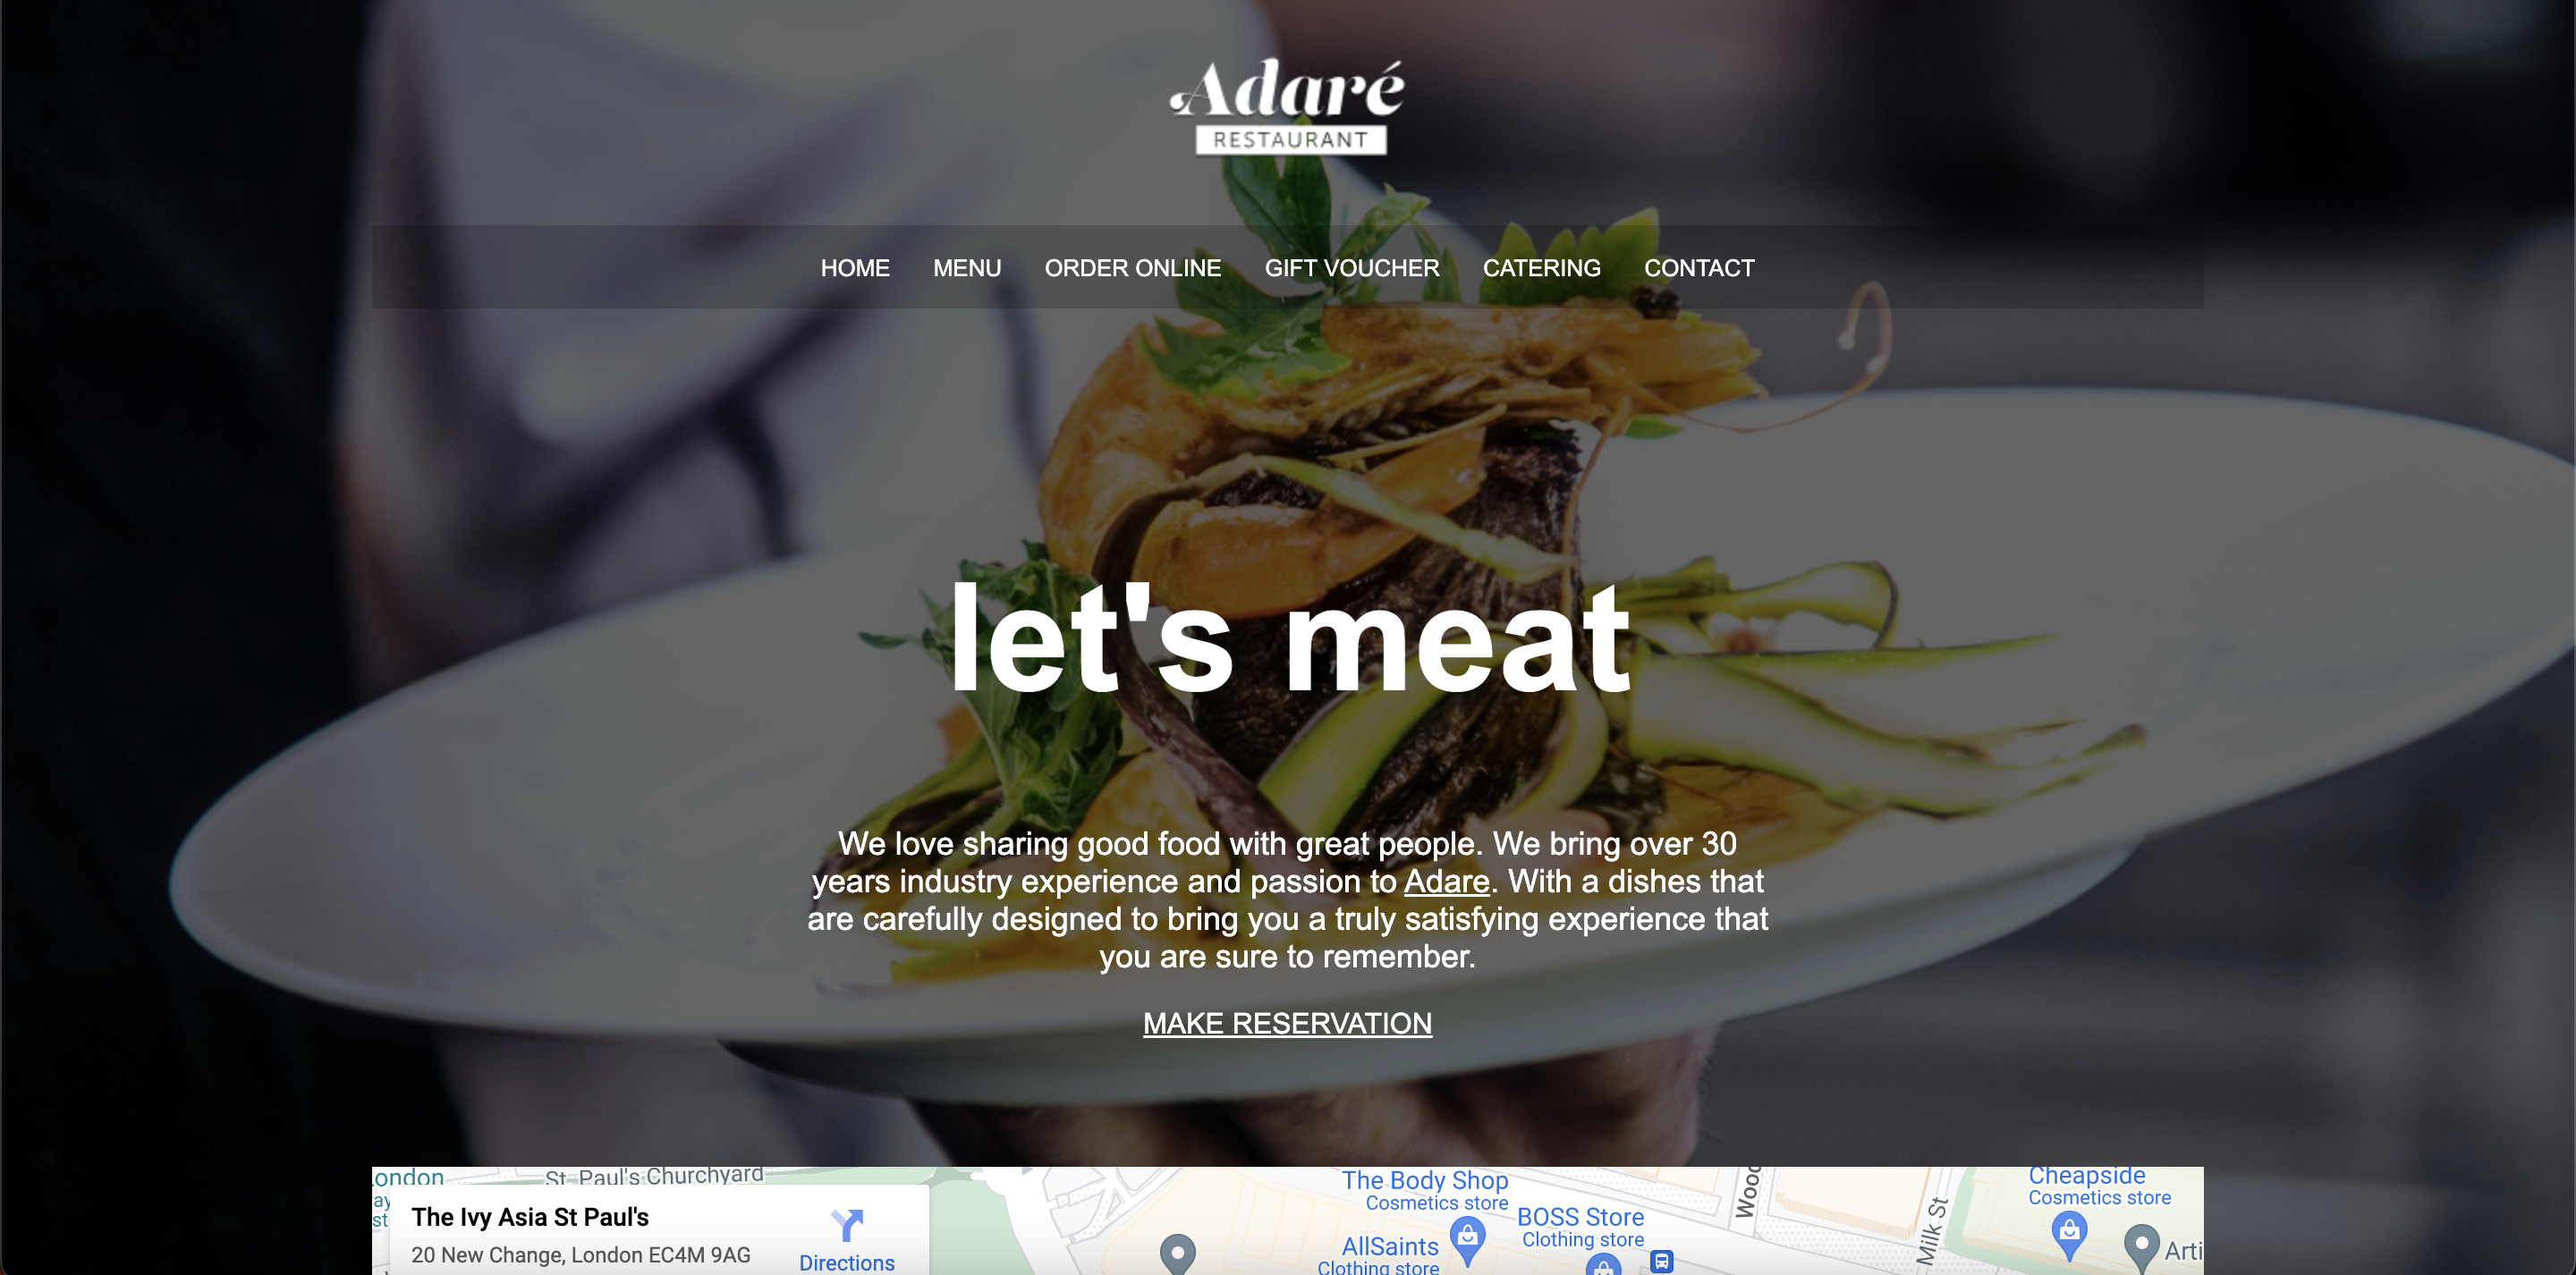 Adaré
RESTAURANT
HOME MENU ORDER ONLINE GIFT VOUCHER CATERING CONTACT
let's meat
We love sharing good food with great people. We bring over 30
years industry experience and passion to Adare. With a dishes that
are carefully designed to bring you a truly satisfying experience that
you are sure to remember.
MAKE RESERVATION
St. Paul's Churchyard
The Ivy Asia St Paul's
20 New Change, London EC4M 9AG
Directions
The Body Shop
Cosmetics store
BOSS Store
Clothing store
AllSaints
Clothing store
Milk St
Cheapside
Cosmetics store